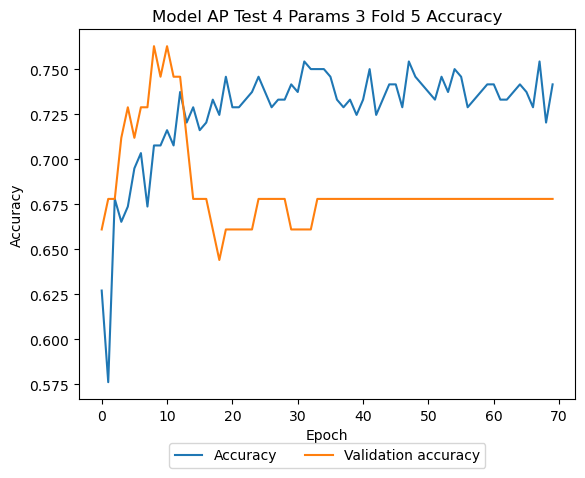 Model AP Test 4 Params 3 Fold 5 Accuracy
Accuracy
0.750
0.725
0.700
0.675
0.650
0.625
0.600
0.575
0 10 20 30 40 50 60 70
Epoch
Accuracy Validation accuracy